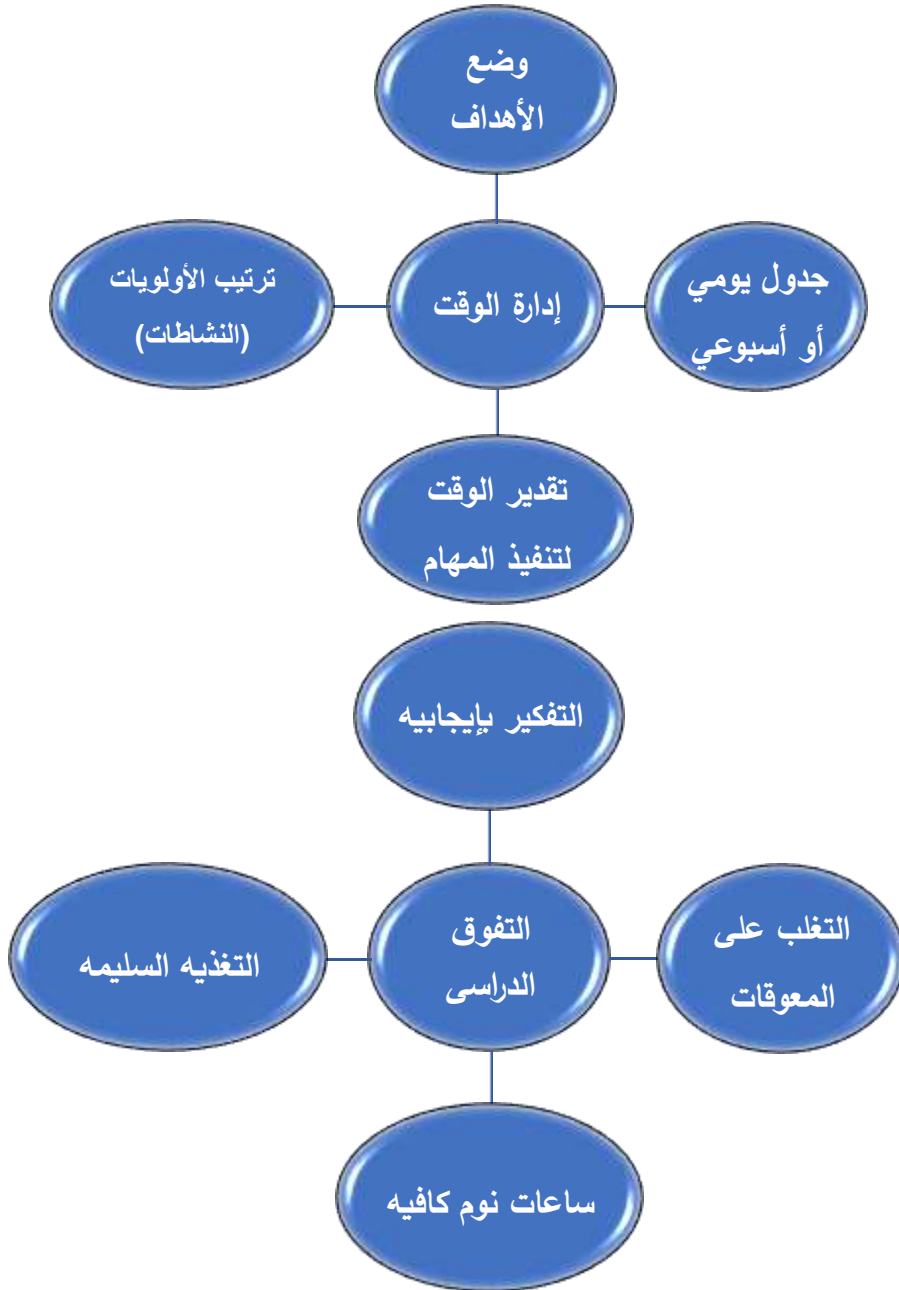 وضع
الأهداف
جدول يومي
أو أسبوعي
إدارة الوقت
ترتيب الأولويات
(النشاطات)
تقدير الوقت
لتنفيذ المهام
التفكير بإيجابيه
التغلب على
المعوقات
التفوق
الدراسى
التغذيه السليمه
ساعات نوم كافيه